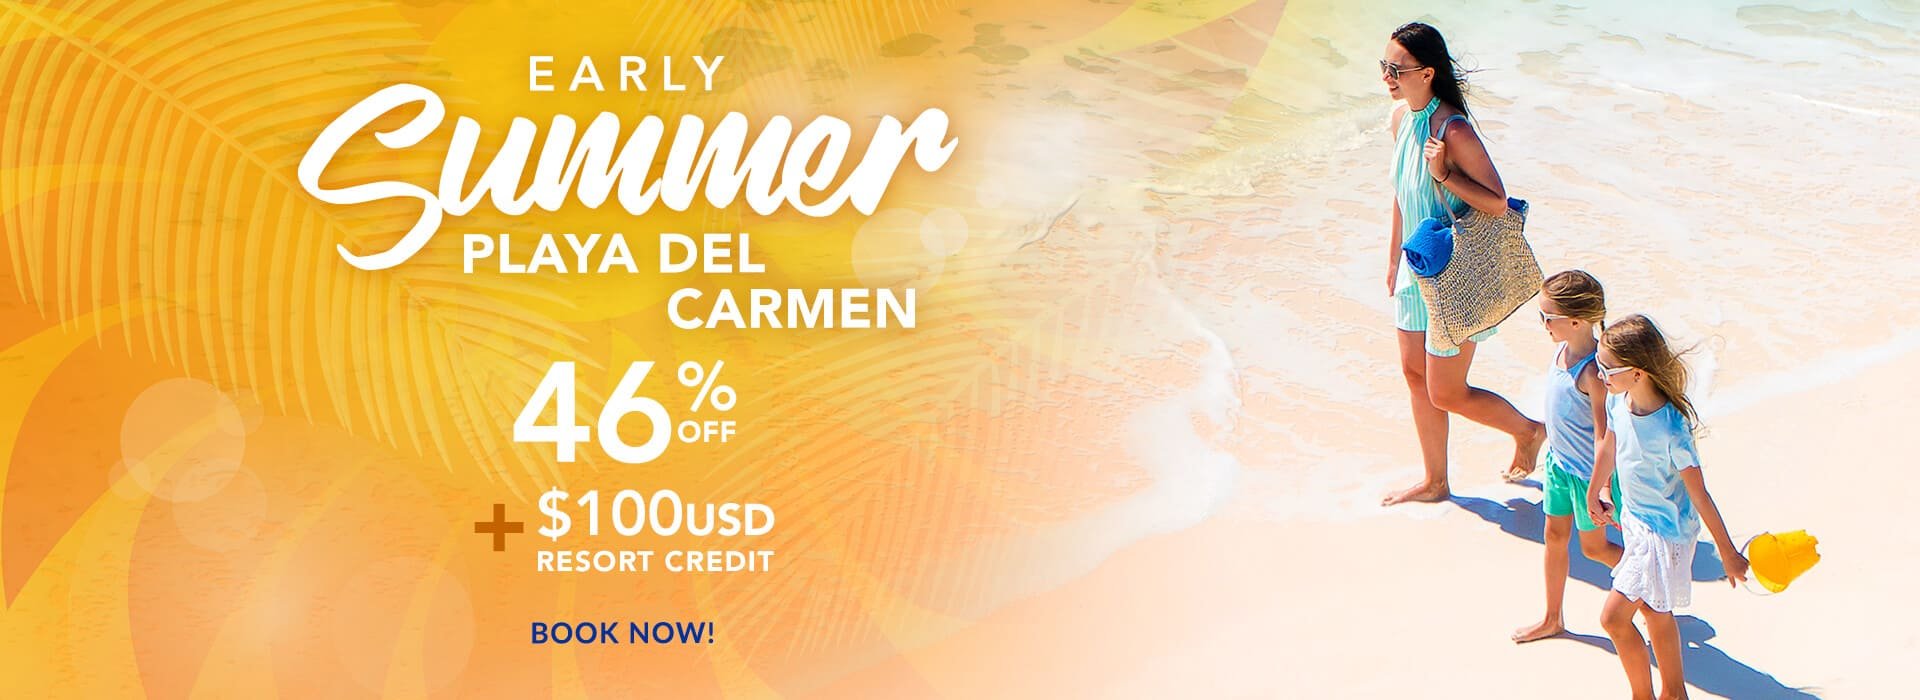 EARLY
Summer
PLAYA DEL
CARMEN
46%
OFF
+ $100USD
RESORT CREDIT
BOOK NOW!